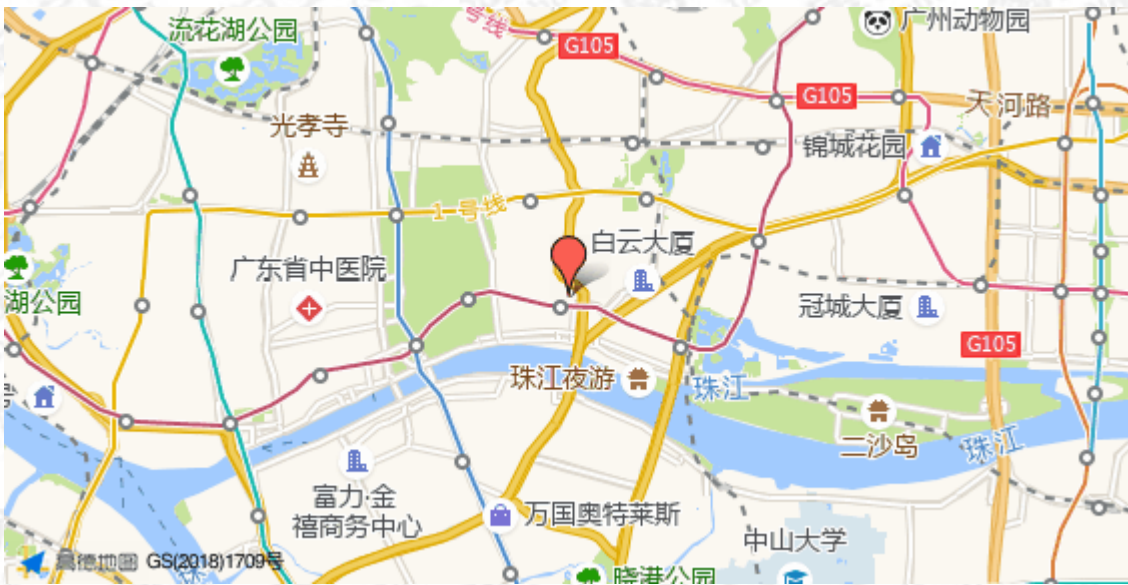 流花湖公园
号线
G105
广州动物园
G105
天河路
光孝寺
锦城花园
1号线
白云大厦
广东省中医院
湖公园
冠城大厦
G105
珠江夜游
珠江
二沙岛
珠江
富力·金
禧商务中心
万国奥特莱斯
中山大学
晓港公园
高德地图 GS(2018)1709号